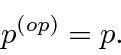 p^{(op)} = p.